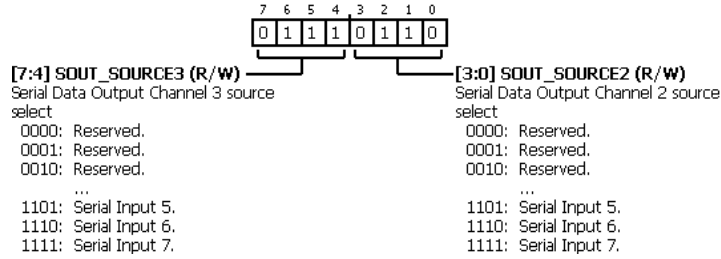 7 6 5 4 3 2 1 0
0 1 1 1 0 1 1 0
[7:4] SOUT_SOURCE3 (R/W)
Serial Data Output Channel 3 source
select
0000: Reserved.
0001: Reserved.
0010: Reserved.
...
1101: Serial Input 5.
1110: Serial Input 6.
1111: Serial Input 7.
[3:0] SOUT_SOURCE2 (R/W)
Serial Data Output Channel 2 source
select
0000: Reserved.
0001: Reserved.
0010: Reserved.
...
1101: Serial Input 5.
1110: Serial Input 6.
1111: Serial Input 7.